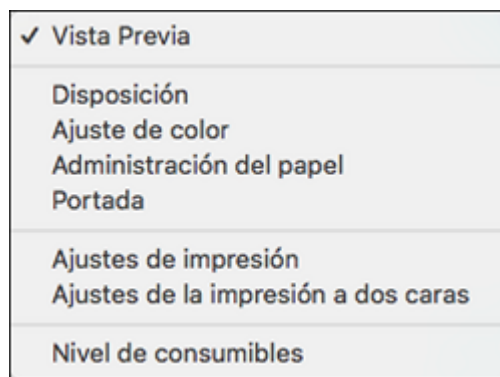 ✓ Vista Previa
Disposición
Ajuste de color
Administración del papel
Portada
Ajustes de impresión
Ajustes de la impresión a dos caras
Nivel de consumibles